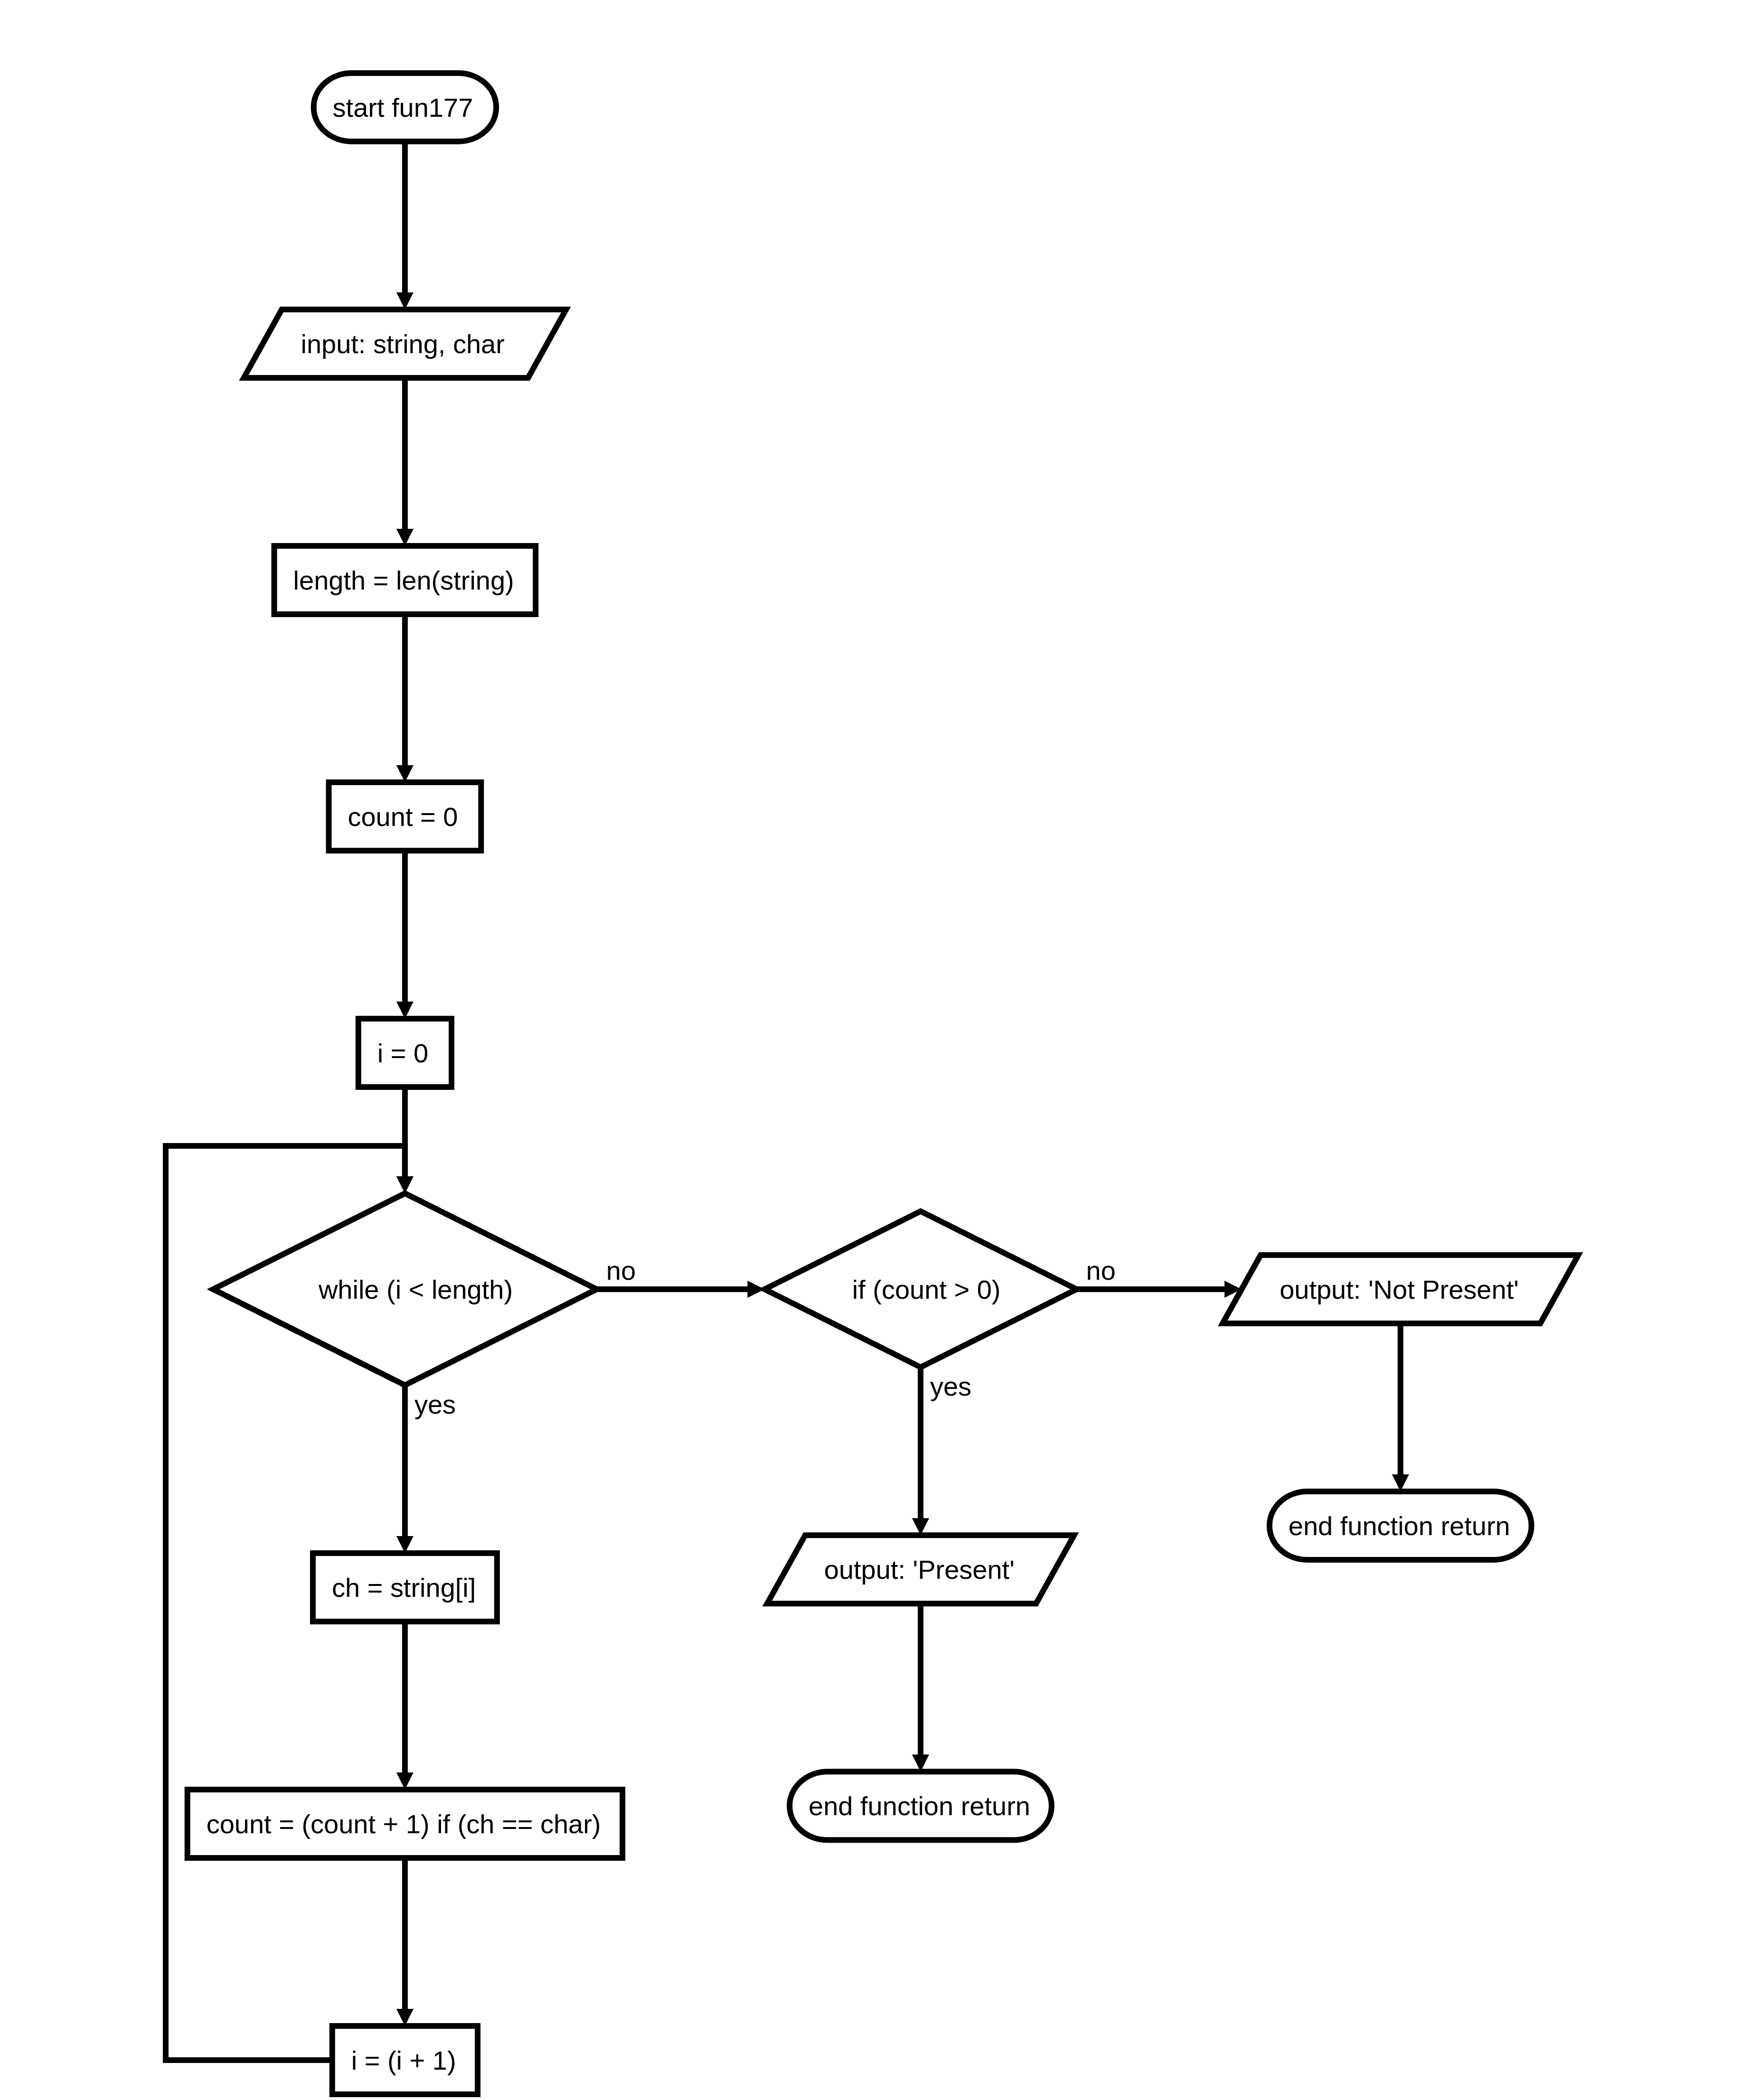 start fun177
input: string, char
length = len(string)
count = 0
i = 0
while (i < length)
no
if (count > 0)
no
output: 'Not Present'
yes
yes
end function return
output: 'Present'
ch = string[i]
end function return
count = (count + 1) if (ch == char)
i = (i + 1)